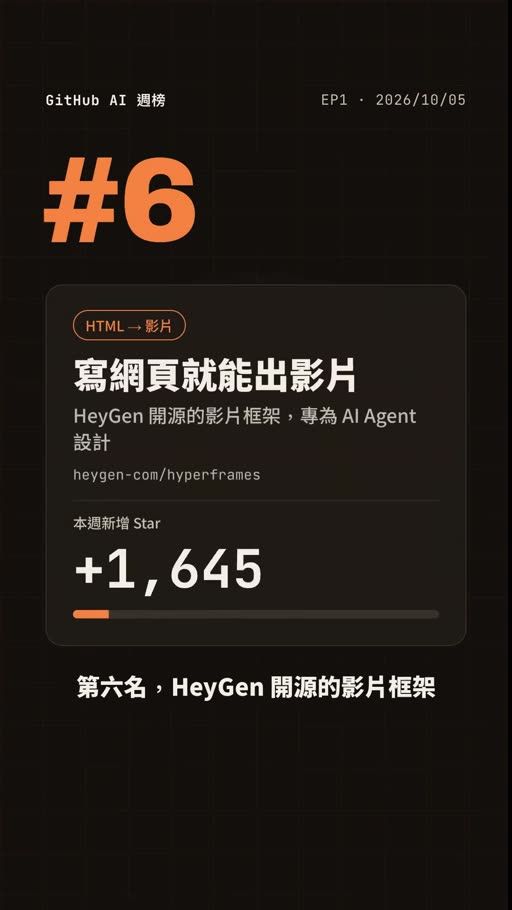 GitHub AI 週榜
EP1 · 2026/10/05
#6
HTML → 影片
寫網頁就能出影片
HeyGen 開源的影片框架，專為 AI Agent
設計
heygen-com/hyperframes
本週新增 Star
+1,645
第六名，HeyGen 開源的影片框架